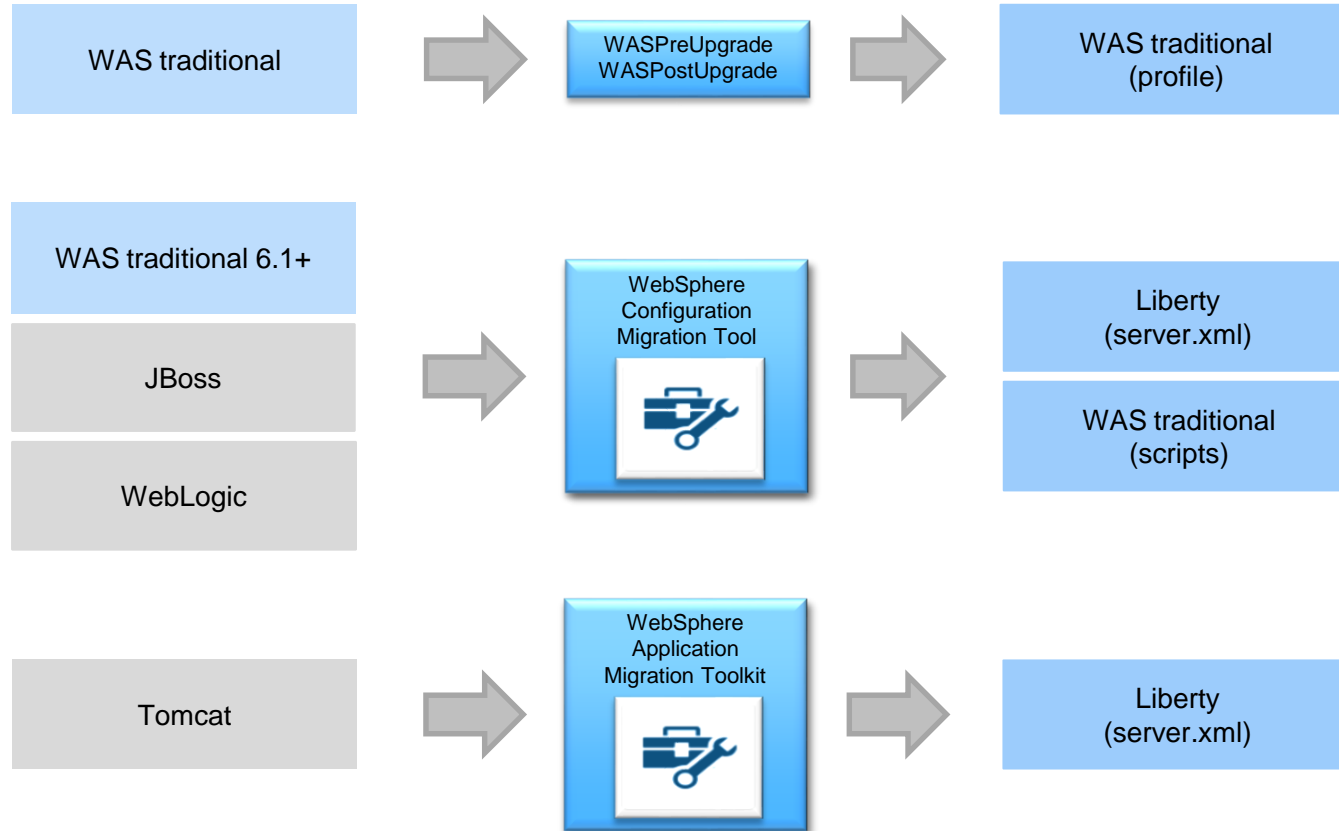 WAS traditional
WASPreUpgrade
WASPostUpgrade
WAS traditional
(profile)
WAS traditional 6.1+
JBoss
WebLogic
WebSphere
Configuration
Migration Tool
Liberty
(server.xml)
WAS traditional
(scripts)
Tomcat
WebSphere
Application
Migration Toolkit
Liberty
(server.xml)